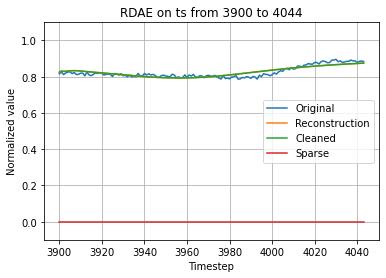 RDAE on ts from 3900 to 4044
Normalized value
1.0
0.8
0.6
0.4
0.2
0.0
Original
Reconstruction
Cleaned
Sparse
3900 3920 3940 3960 3980 4000 4020 4040
Timestep